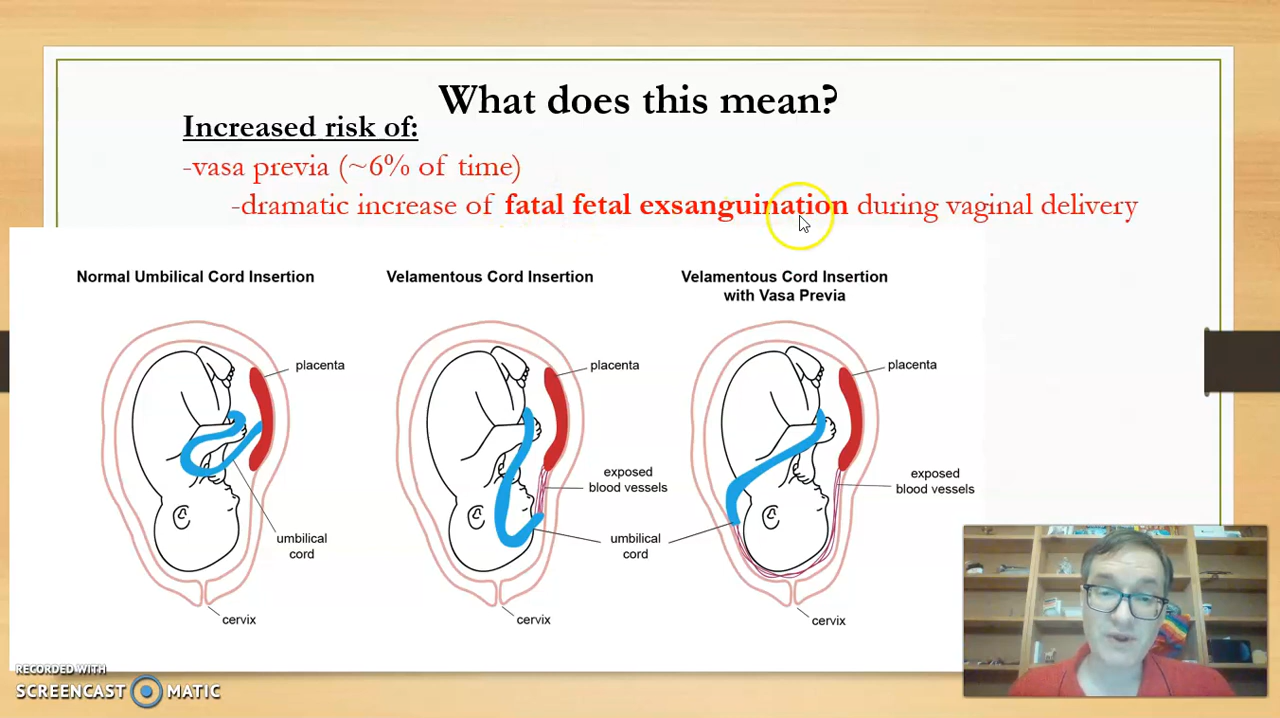 What does this mean?
Increased risk of:
-vasa previa (~6% of time)
-dramatic increase of fatal fetal exsanguination during vaginal delivery
Normal Umbilical Cord Insertion
Velamentous Cord Insertion
Velamentous Cord Insertion
with Vasa Previa
placenta
placenta
placenta
exposed
blood vessels
exposed
blood vessels
umbilical
cord
umbilical
cord
cervix
cervix
cervix
RECORDED WITH
SCREENCAST MATIC